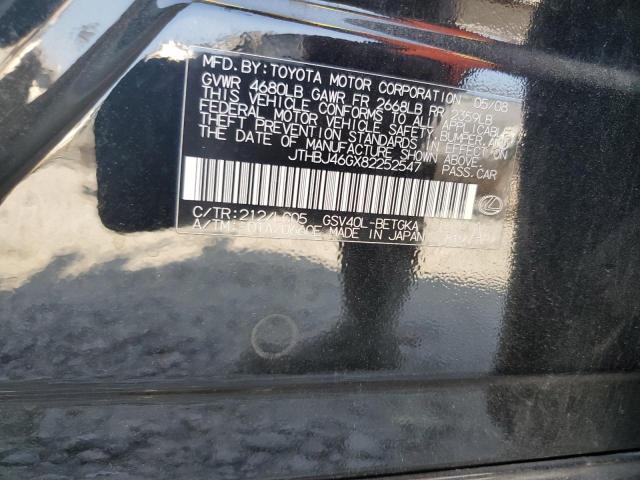 MFD. BY: TOYOTA MOTOR CORPORATION 05/08
GVWR 4680LB GAWR FR 2668LB RR 2359LB
THIS VEHICLE CONFORMS TO ALL APPLICABLE
FEDERAL MOTOR VEHICLE SAFETY, BUMPER, AND
THEFT PREVENTION STANDARDS IN EFFECT ON
THE DATE OF MANUFACTURE SHOWN ABOVE.
JTHBJ46GX82252547 PASS.CAR
C/TR: 212/ GSV40L-BETGKA
A/TM: MADE IN JAPAN